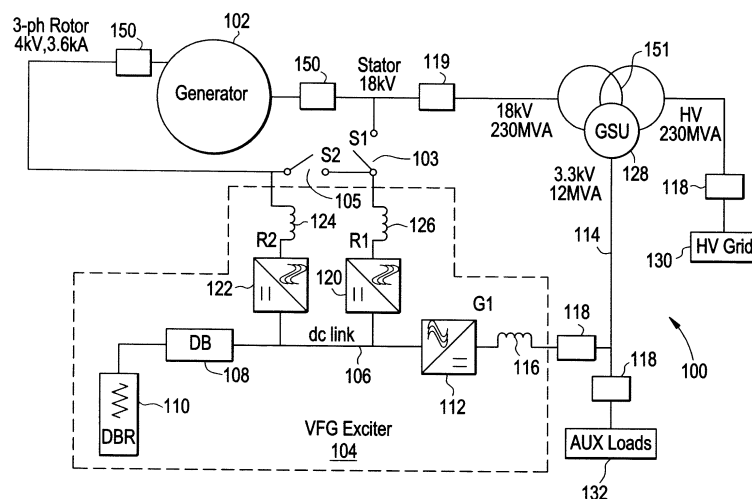 3-ph Rotor
4kV,3.6kA
150
102
Generator
150
Stator
18kV
119
151
18kV
230MVA
GSU
HV
230MVA
128
S1
S2
103
105
3.3kV
12MVA
118
114
HV Grid
130
124
126
R2
R1
122
120
G1
118
DB
108
dc link
106
112
116
118
100
110
DBR
VFG Exciter
104
AUX Loads
132